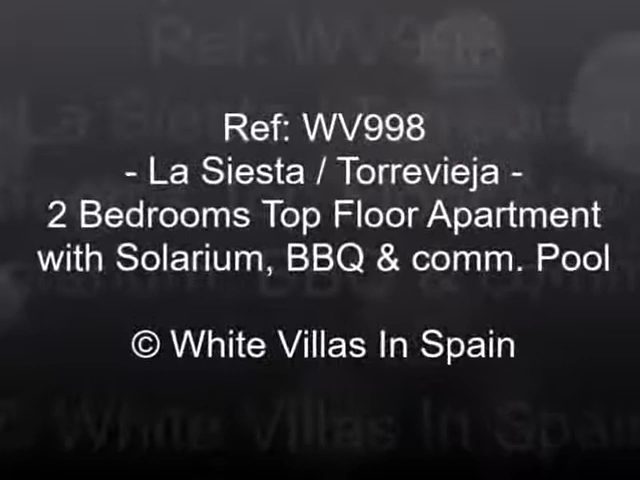 Ref: WV998
- La Siesta / Torrevieja -
2 Bedrooms Top Floor Apartment
with Solarium, BBQ & comm. Pool
© White Villas In Spain